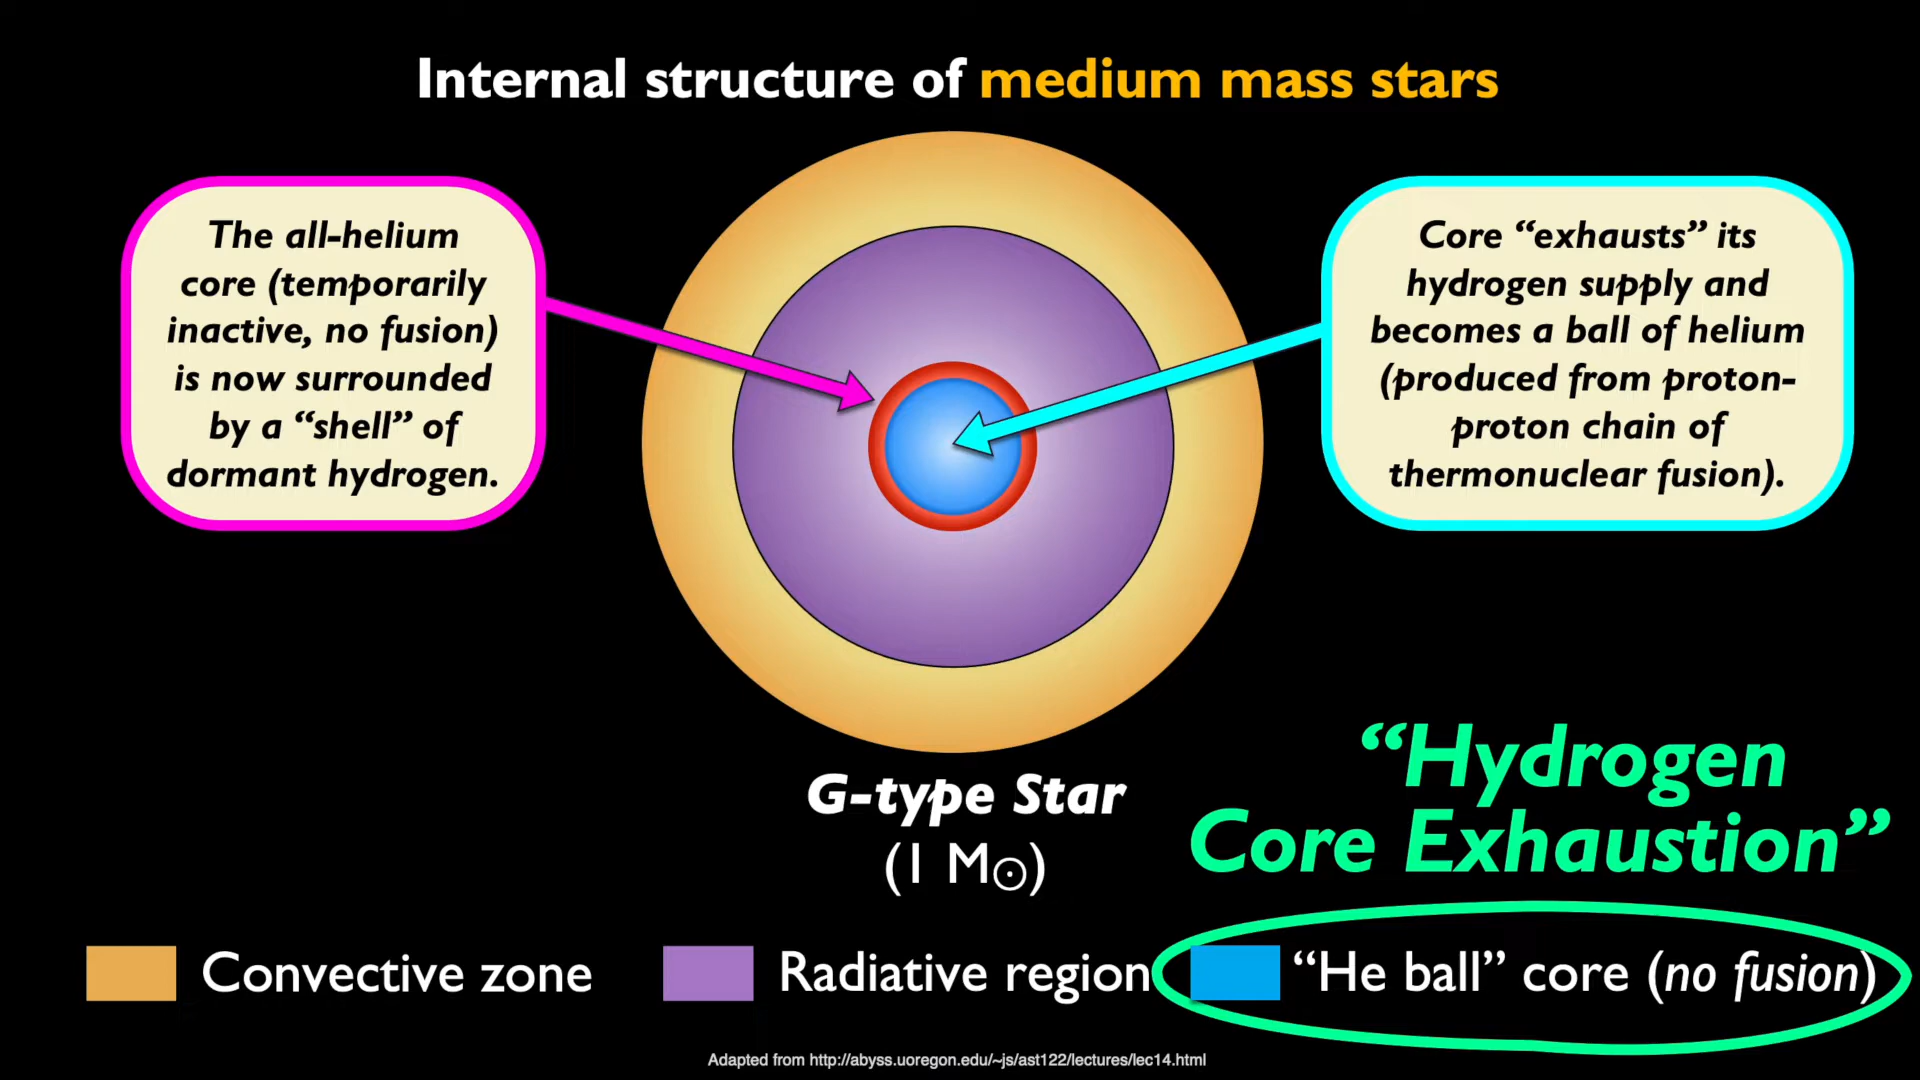 Internal structure of medium mass stars
The all-helium
core (temporarily
inactive, no fusion)
is now surrounded
by a “shell” of
dormant hydrogen.
Core “exhausts” its
hydrogen supply and
becomes a ball of helium
(produced from proton-
proton chain of
thermonuclear fusion).
G-type Star
(1 M☉)
“Hydrogen
Core Exhaustion”
Convective zone
Radiative region
“He ball” core (no fusion)
Adapted from http://abyss.uoregon.edu/~js/ast122/lectures/lec14.html